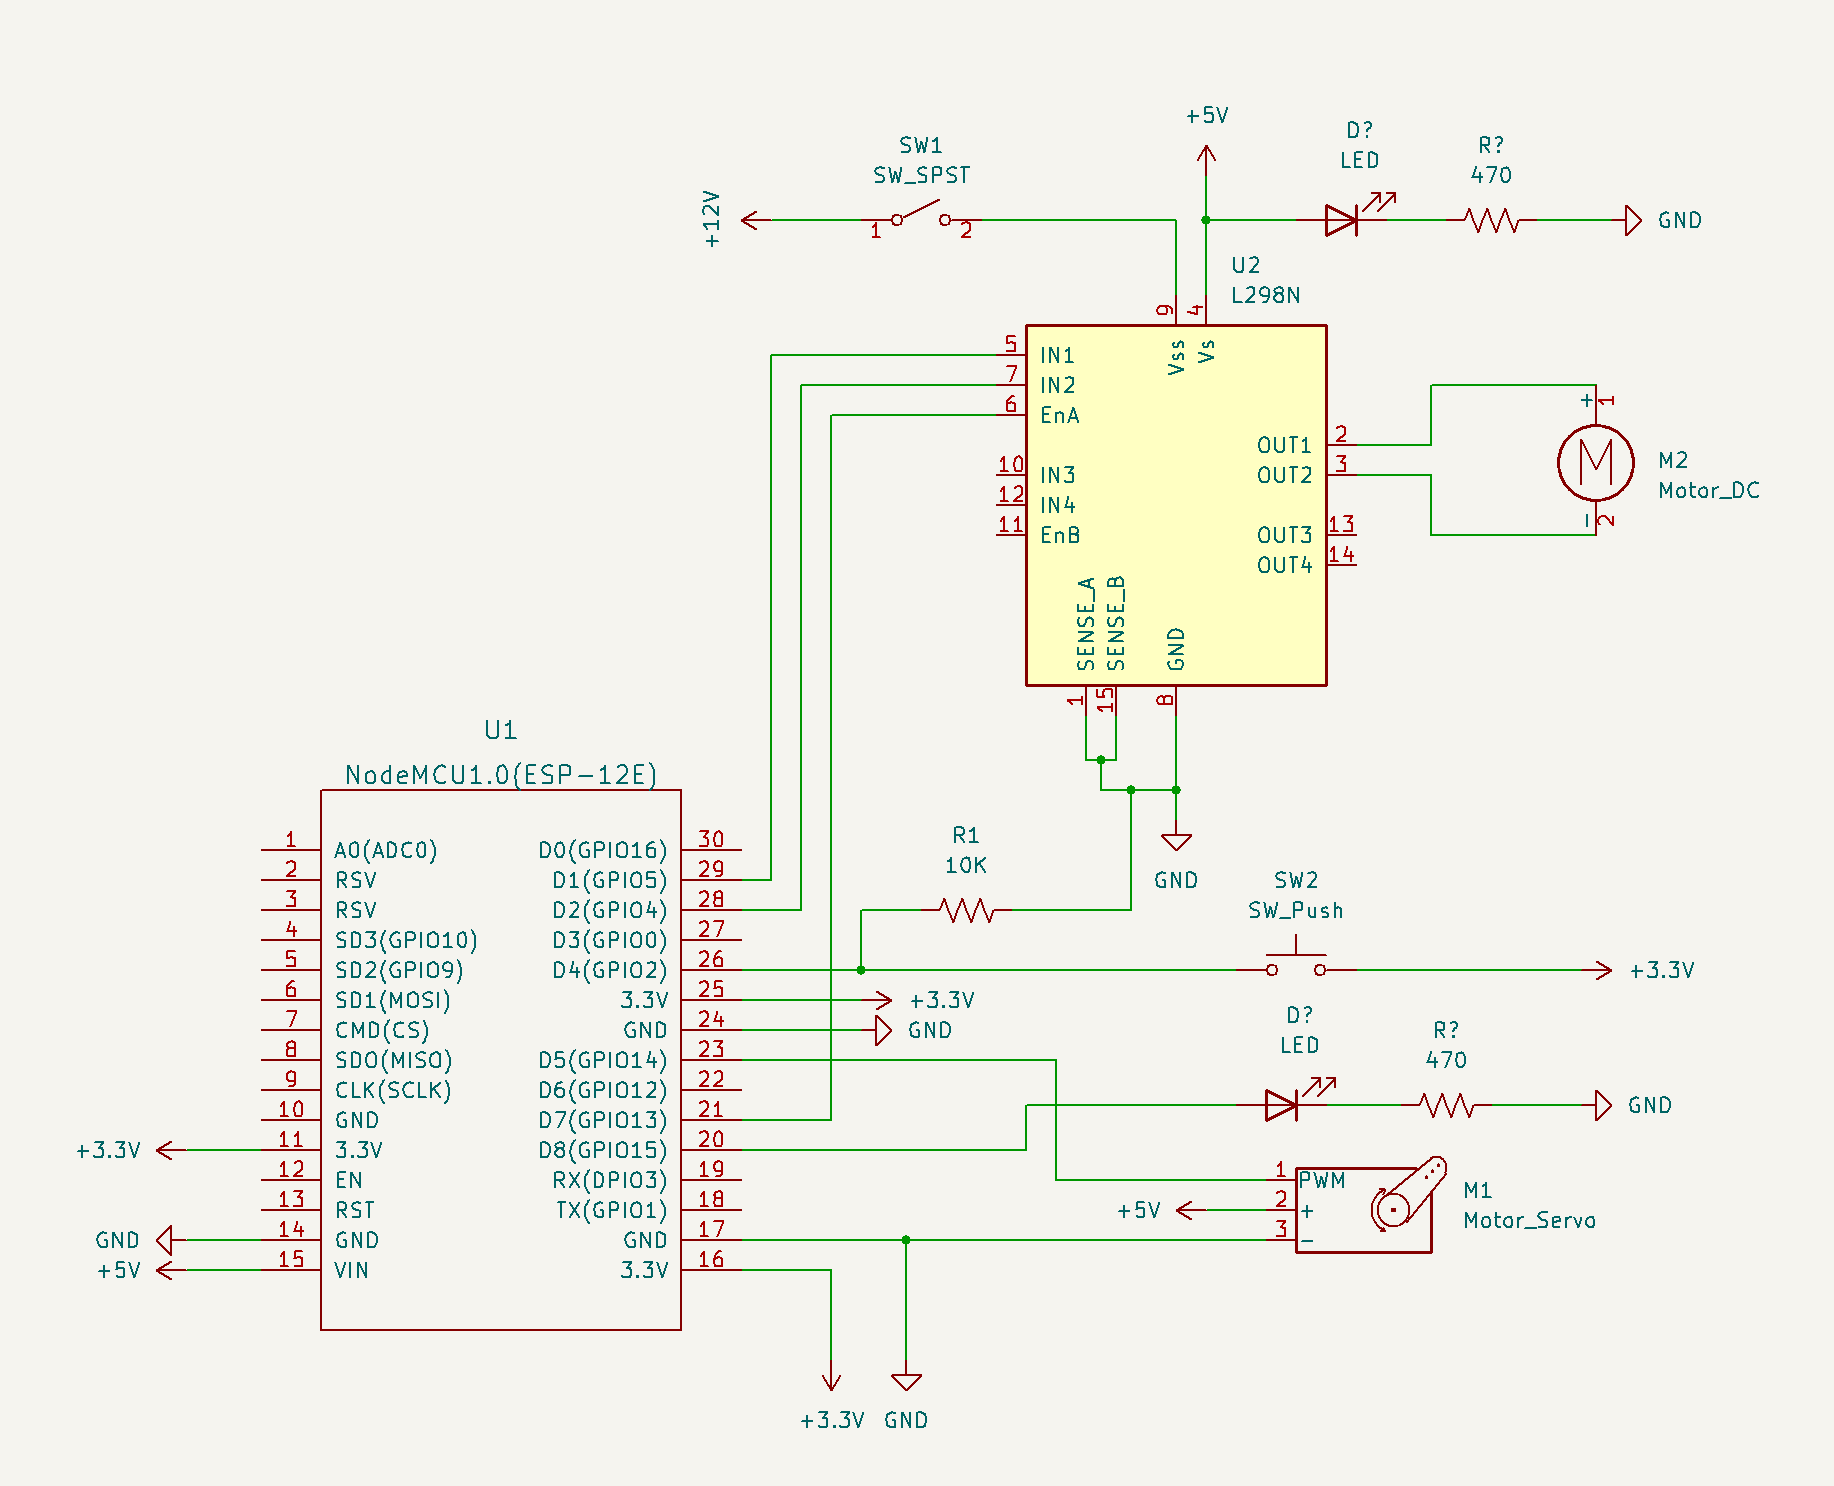 +5V
D?
LED
R?
470
SW1
SW_SPST
+12V
1
2
GND
U2
L298N
9
4
Vss
Vs
5
IN1
7
IN2
6
EnA
10
IN3
12
IN4
11
EnB
OUT1
2
OUT2
3
OUT3
13
OUT4
14
SENSE_A
SENSE_B
GND
1
15
8
+
1
M
M2
Motor_DC
-
2
GND
U1
NodeMCU1.0(ESP-12E)
1
A0(ADC0)
2
RSV
3
RSV
4
SD3(GPIO10)
5
SD2(GPIO9)
6
SD1(MOSI)
7
CMD(CS)
8
SDO(MISO)
9
CLK(SCLK)
10
GND
+3.3V
11
3.3V
12
EN
13
RST
GND
14
GND
+5V
15
VIN
D0(GPIO16)
30
D1(GPIO5)
29
D2(GPIO4)
28
D3(GPIO0)
27
D4(GPIO2)
26
3.3V
25
+3.3V
GND
24
GND
D5(GPIO14)
23
D6(GPIO12)
22
D7(GPIO13)
21
D8(GPIO15)
20
RX(DPIO3)
19
TX(GPIO1)
18
GND
17
3.3V
16
R1
10K
SW2
SW_Push
+3.3V
D?
LED
R?
470
GND
1
PWM
+5V
2
+
3
-
M1
Motor_Servo
+3.3V
GND